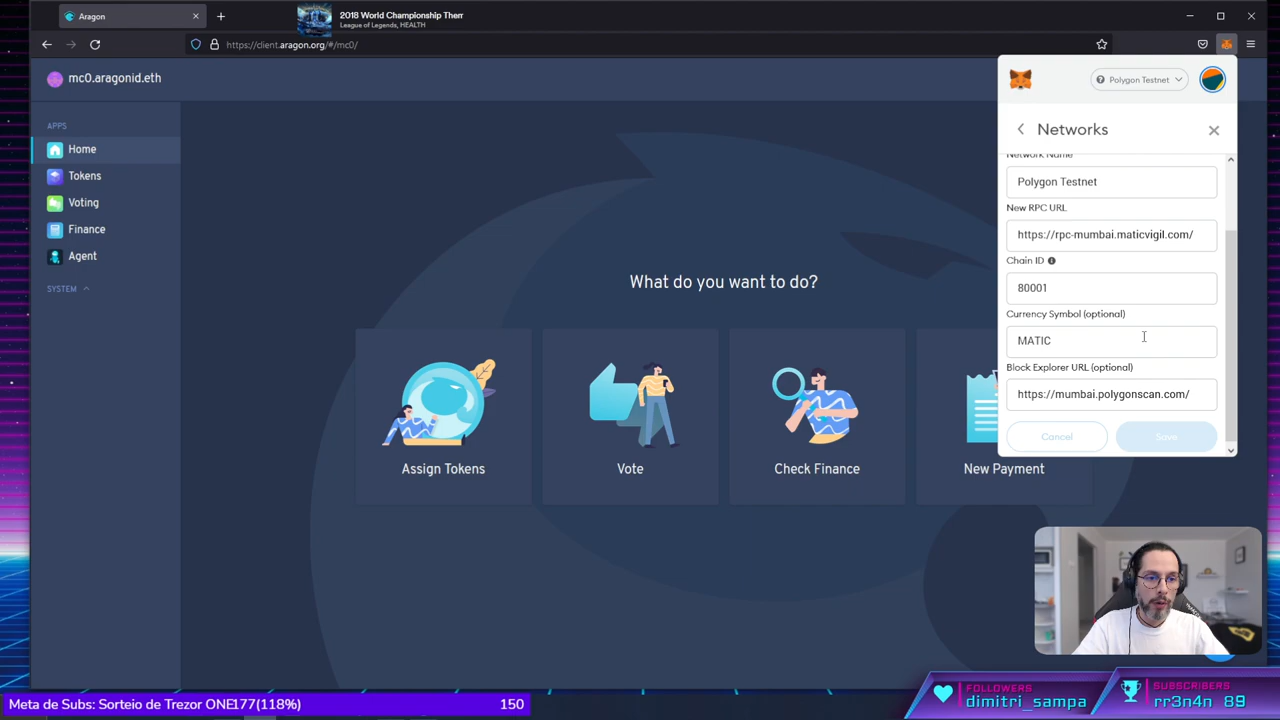 Aragon
2018 World Championship Them
League of Legends, HEALTH
https://client.aragon.org/#/mc0/
mc0.aragonid.eth
Polygon Testnet
APPS
Home
Tokens
Voting
Finance
Agent
SYSTEM
What do you want to do?
Assign Tokens
Vote
Check Finance
New Payment
Networks
Network Name
Polygon Testnet
New RPC URL
https://rpc-mumbai.maticvigil.com/
Chain ID
80001
Currency Symbol (optional)
MATIC
Block Explorer URL (optional)
https://mumbai.polygonscan.com/
Cancel
Save
Meta de Subs: Sorteio de Trezor ONE177(118%)
150
FOLLOWERS
dimitri_sampa
SUBSCRIBERS
rr3n4n_89